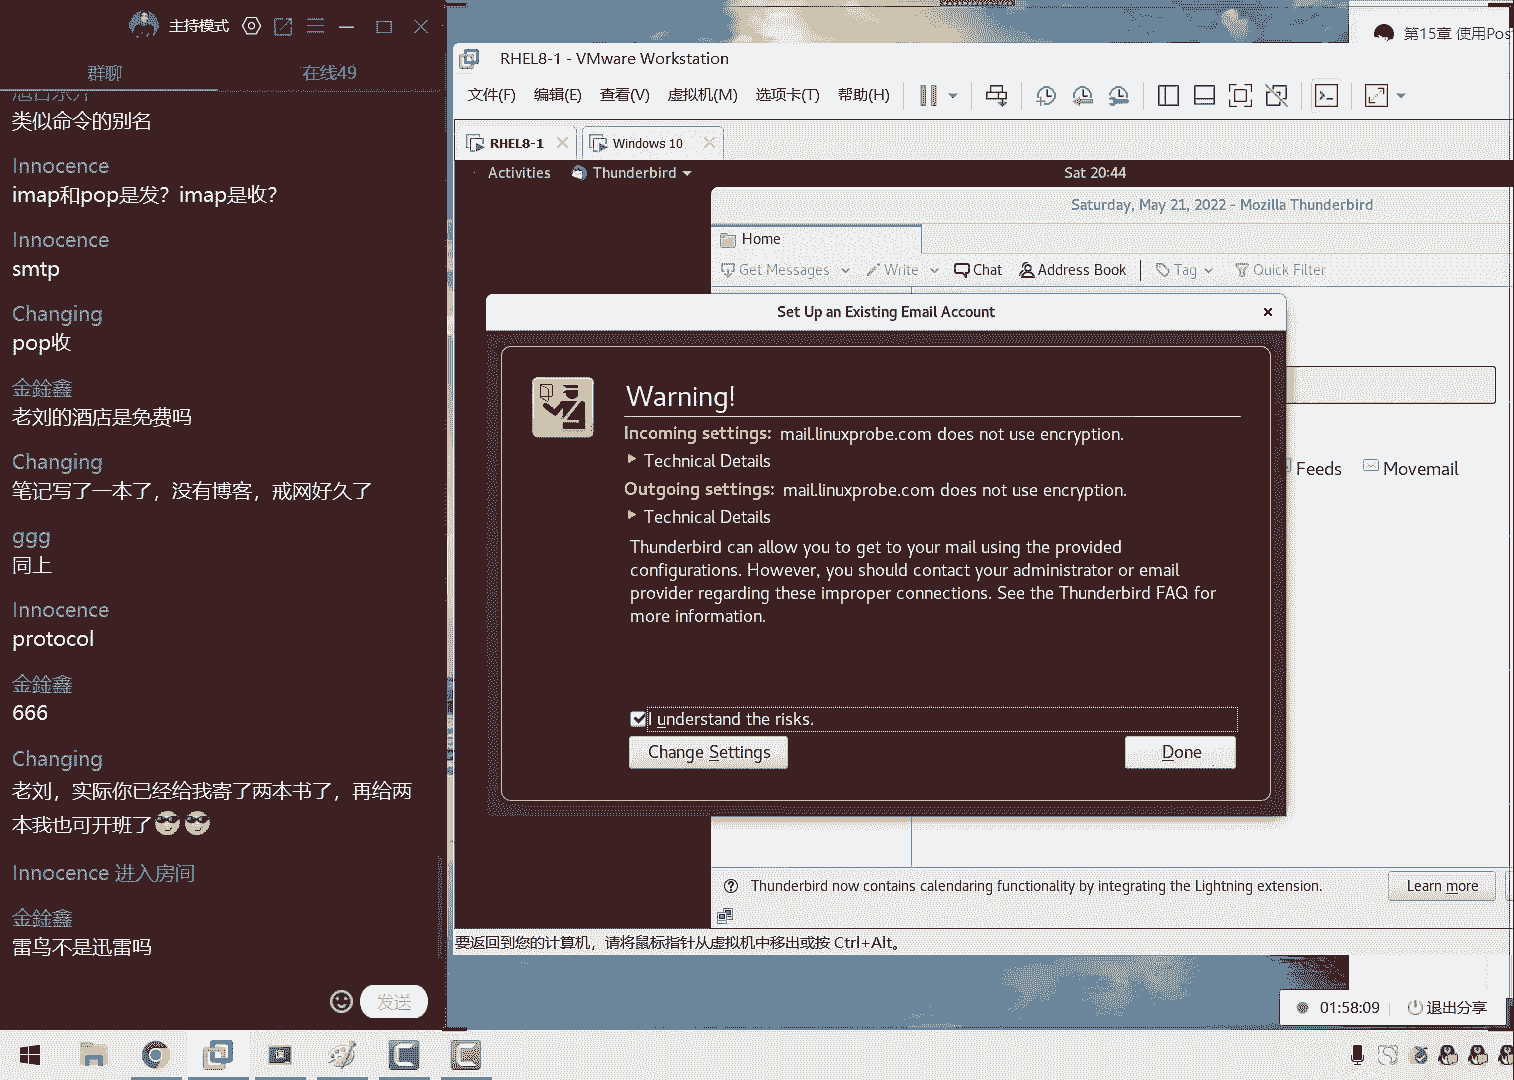 主持模式
群聊
在线49
类似命令的别名
Innocence
imap和pop是发？imap是收？
Innocence
smtp
Changing
pop收
金銓鑫
老刘的酒店是免费吗
Changing
笔记写了一本了，没有博客，戒网好久了
ggg
同上
Innocence
protocol
金銓鑫
666
Changing
老刘，实际你已经给我寄了两本书了，再给两
本我也可开班了
Innocence 进入房间
金銓鑫
雷鸟不是迅雷吗
发送
第15章 使用Pos
RHEL8-1 - VMware Workstation
文件(F) 编辑(E) 查看(V) 虚拟机(M) 选项卡(T) 帮助(H)
RHEL8-1
Windows 10
Activities
Thunderbird
Sat 20:44
Saturday, May 21, 2022 - Mozilla Thunderbird
Home
Get Messages
Write
Chat
Address Book
Tag
Quick Filter
Set Up an Existing Email Account
Warning!
Incoming settings: mail.linuxprobe.com does not use encryption.
Technical Details
Outgoing settings: mail.linuxprobe.com does not use encryption.
Technical Details
Thunderbird can allow you to get to your mail using the provided
configurations. However, you should contact your administrator or email
provider regarding these improper connections. See the Thunderbird FAQ for
more information.
I understand the risks.
Change Settings
Done
Feeds
Movemail
Thunderbird now contains calendaring functionality by integrating the Lightning extension.
Learn more
要返回到您的计算机，请将鼠标指针从虚拟机中移出或按 Ctrl+Alt。
01:58:09
退出分享